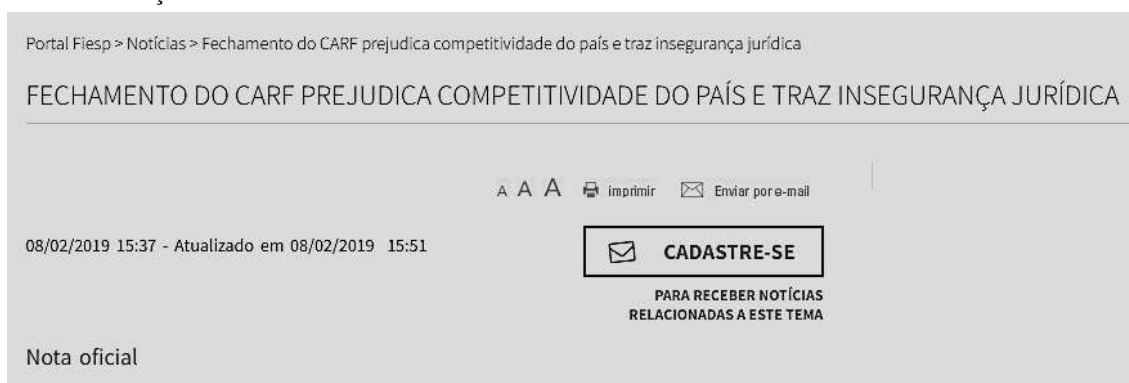 Portal Fiesp > Notícias > Fechamento do CARF prejudica competitividade do país e traz insegurança jurídica
FECHAMENTO DO CARF PREJUDICA COMPETITIVIDADE DO PAÍS E TRAZ INSEGURANÇA JURÍDICA
A A A imprimir Enviar por e-mail
08/02/2019 15:37 - Atualizado em 08/02/2019 15:51
CADASTRE-SE
PARA RECEBER NOTÍCIAS
RELACIONADAS A ESTE TEMA
Nota oficial